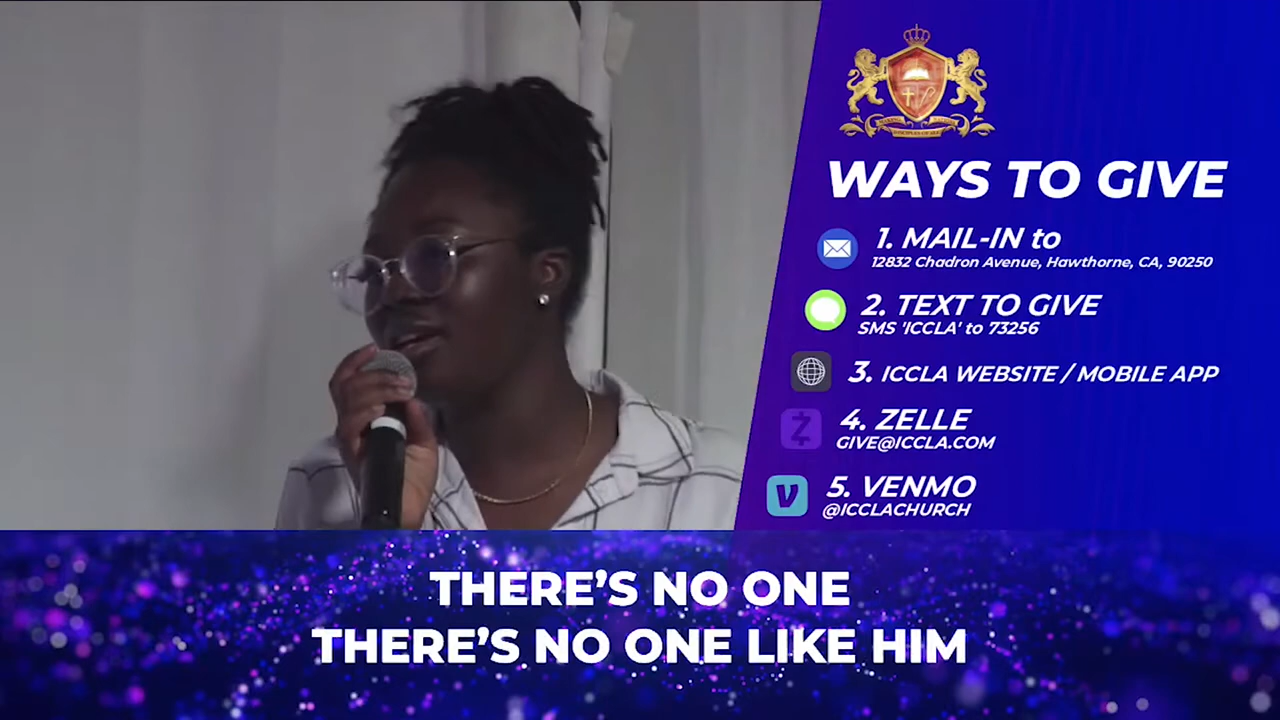 WAYS TO GIVE
1. MAIL-IN to
12832 Chadron Avenue, Hawthorne, CA, 90250
2. TEXT TO GIVE
SMS 'ICCLA' to 73256
3. ICCLA WEBSITE / MOBILE APP
4. ZELLE
GIVE@ICCLA.COM
5. VENMO
@ICCLACHURCH
THERE'S NO ONE
THERE'S NO ONE LIKE HIM